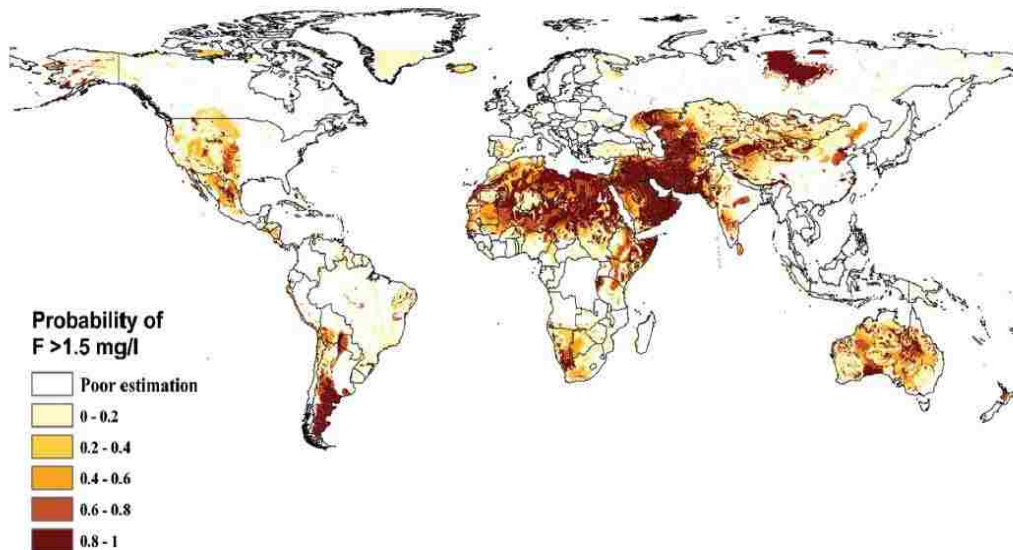 Probability of
F >1.5 mg/l
Poor estimation
0 - 0.2
0.2 - 0.4
0.4 - 0.6
0.6 - 0.8
0.8 - 1